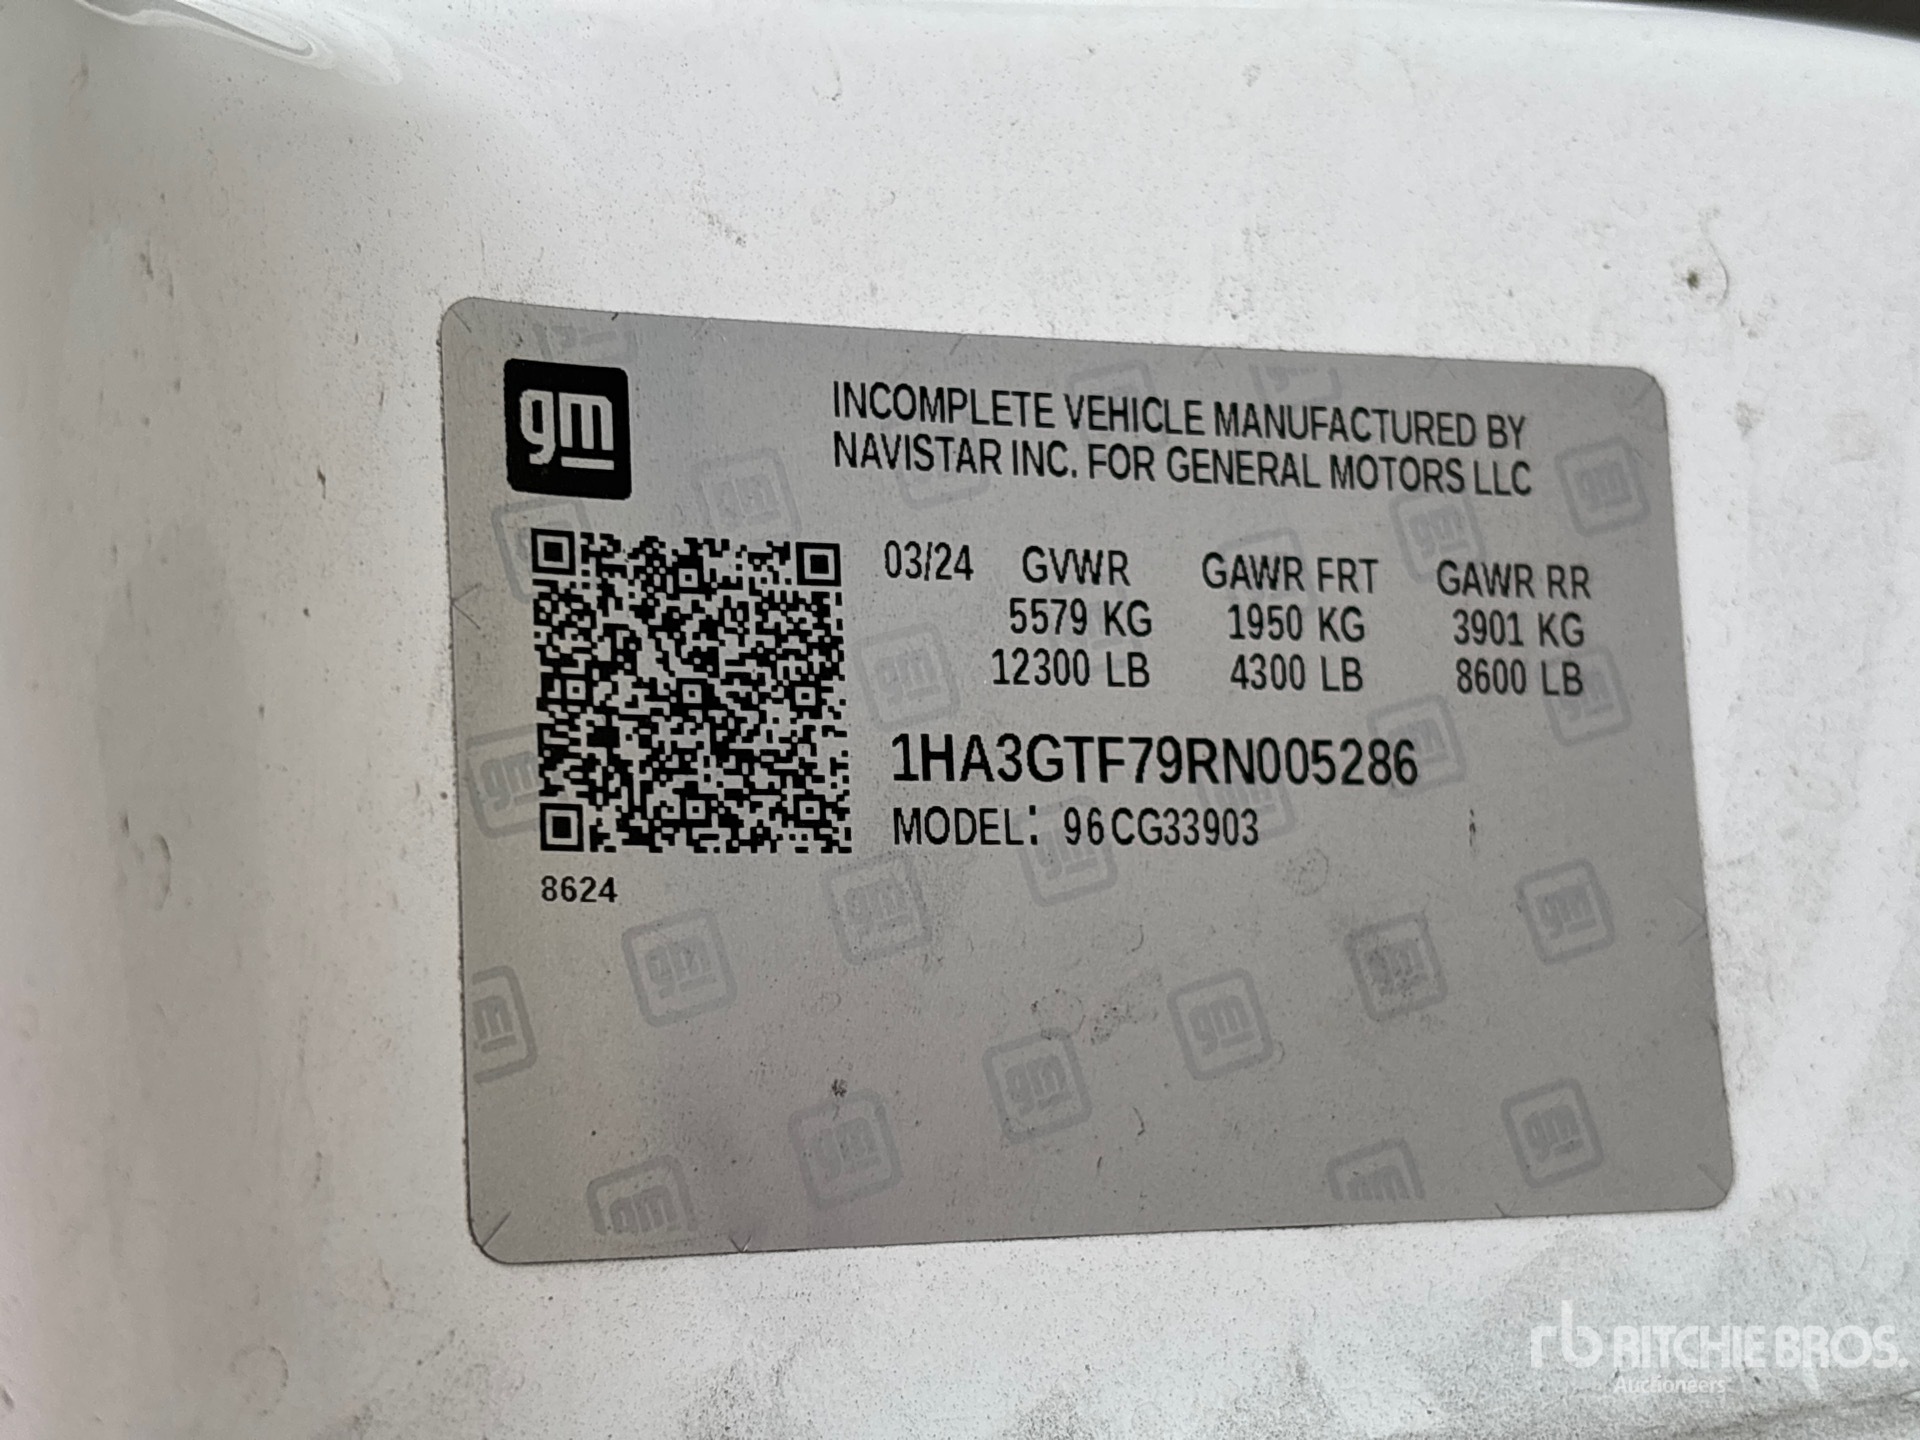 gm
INCOMPLETE VEHICLE MANUFACTURED BY
NAVISTAR INC. FOR GENERAL MOTORS LLC
03/24 GVWR GAWR FRT GAWR RR
5579 KG 1950 KG 3901 KG
12300 LB 4300 LB 8600 LB
1HA3GTF79RN005286
MODEL: 96CG33903
8624
rb RITCHIE BROS.
Auctioneers